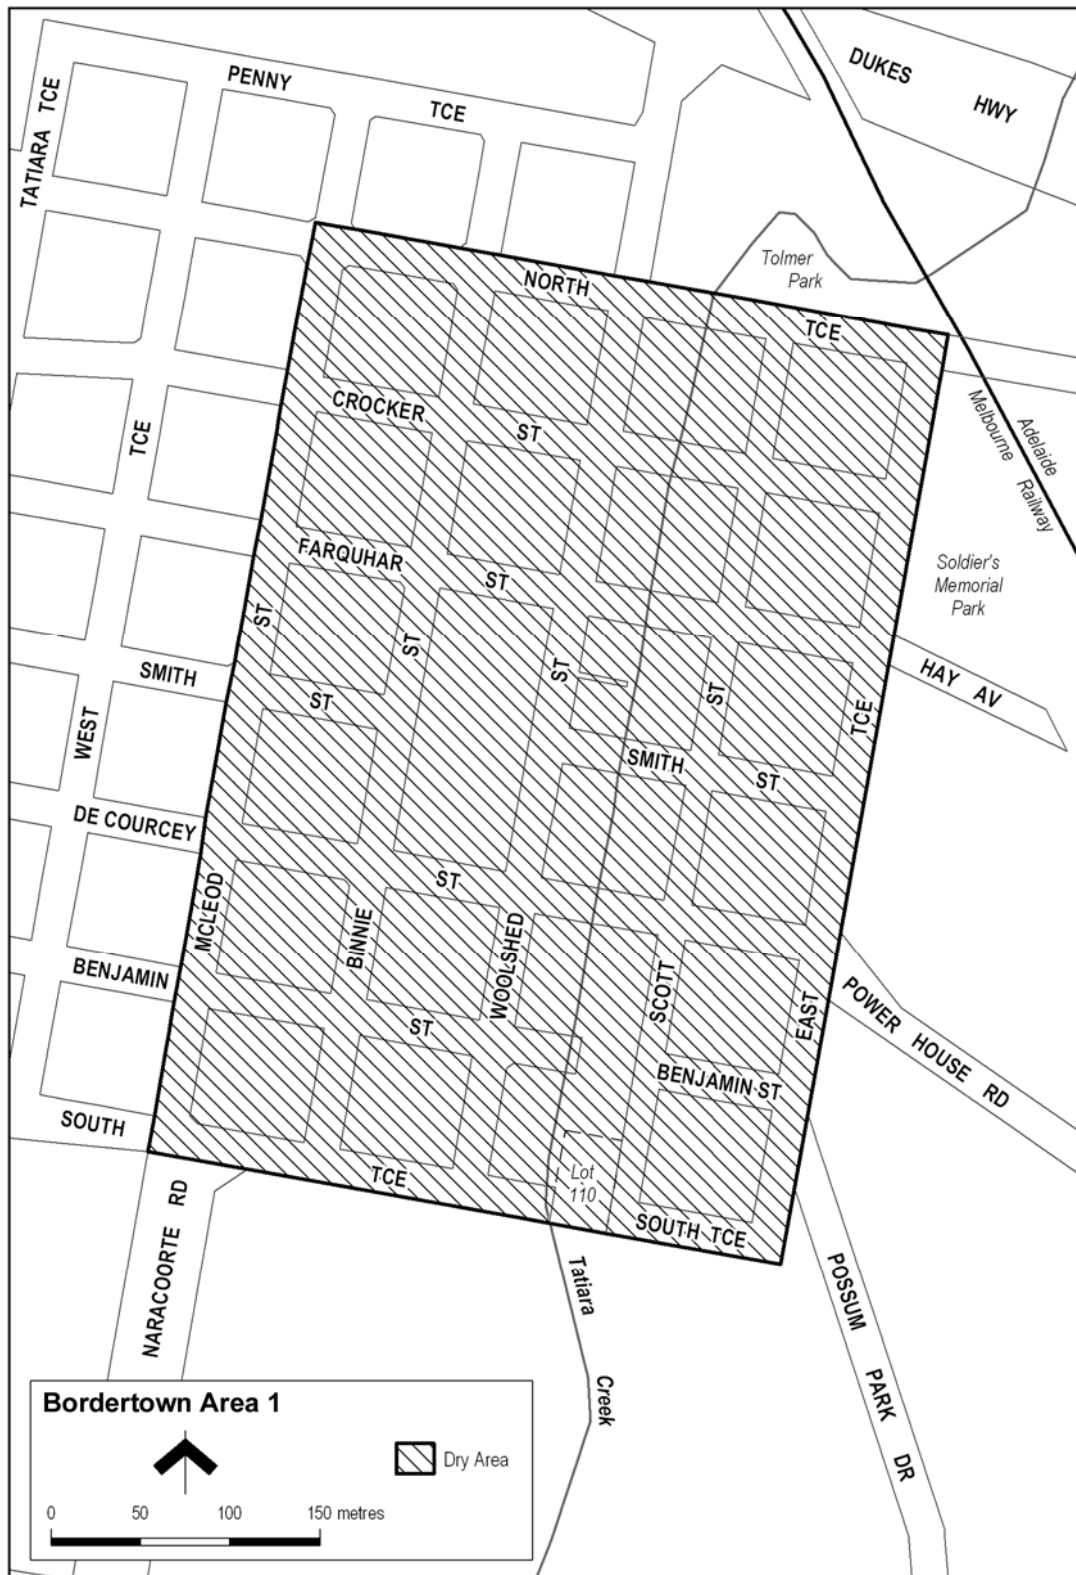 DUKES
HWY
PENNY
TCE
TATIARA TCE
Tolmer
Park
NORTH
TCE
CROCKER
ST
TCE
Adelaide
Melbourne
Railway
FARQUHAR
ST
Soldier's
Memorial
Park
ST
ST
ST
ST
TCE
HAY AV
SMITH
ST
WEST
SMITH
ST
DE COURCEY
ST
MCLEOD
BINNIE
WOOLSHED
SCOTT
EAST
BENJAMIN
ST
POWER HOUSE RD
BENJAMIN ST
SOUTH
TCE
Lot
110
SOUTH TCE
NARACOORTE RD
Tatiara
Creek
POSSUM PARK DR
Bordertown Area 1
Dry Area
0 50 100 150 metres